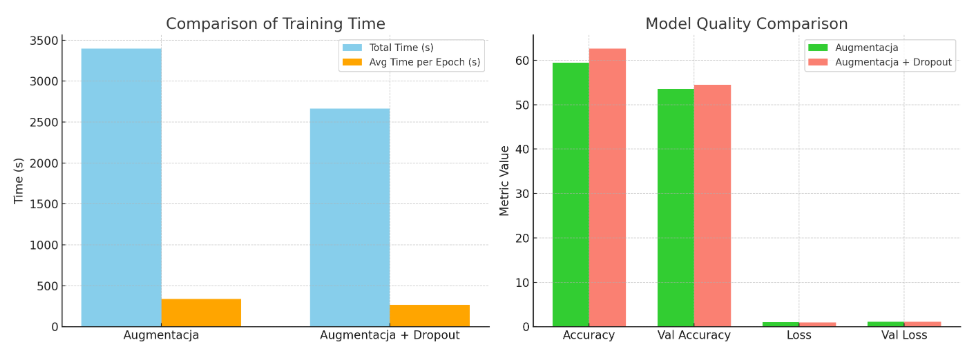 Comparison of Training Time
Time (s)
3500
3000
2500
2000
1500
1000
500
0
Total Time (s)
Avg Time per Epoch (s)
Augmentacja
Augmentacja + Dropout
Model Quality Comparison
Metric Value
60
50
40
30
20
10
0
Augmentacja
Augmentacja + Dropout
Accuracy
Val Accuracy
Loss
Val Loss